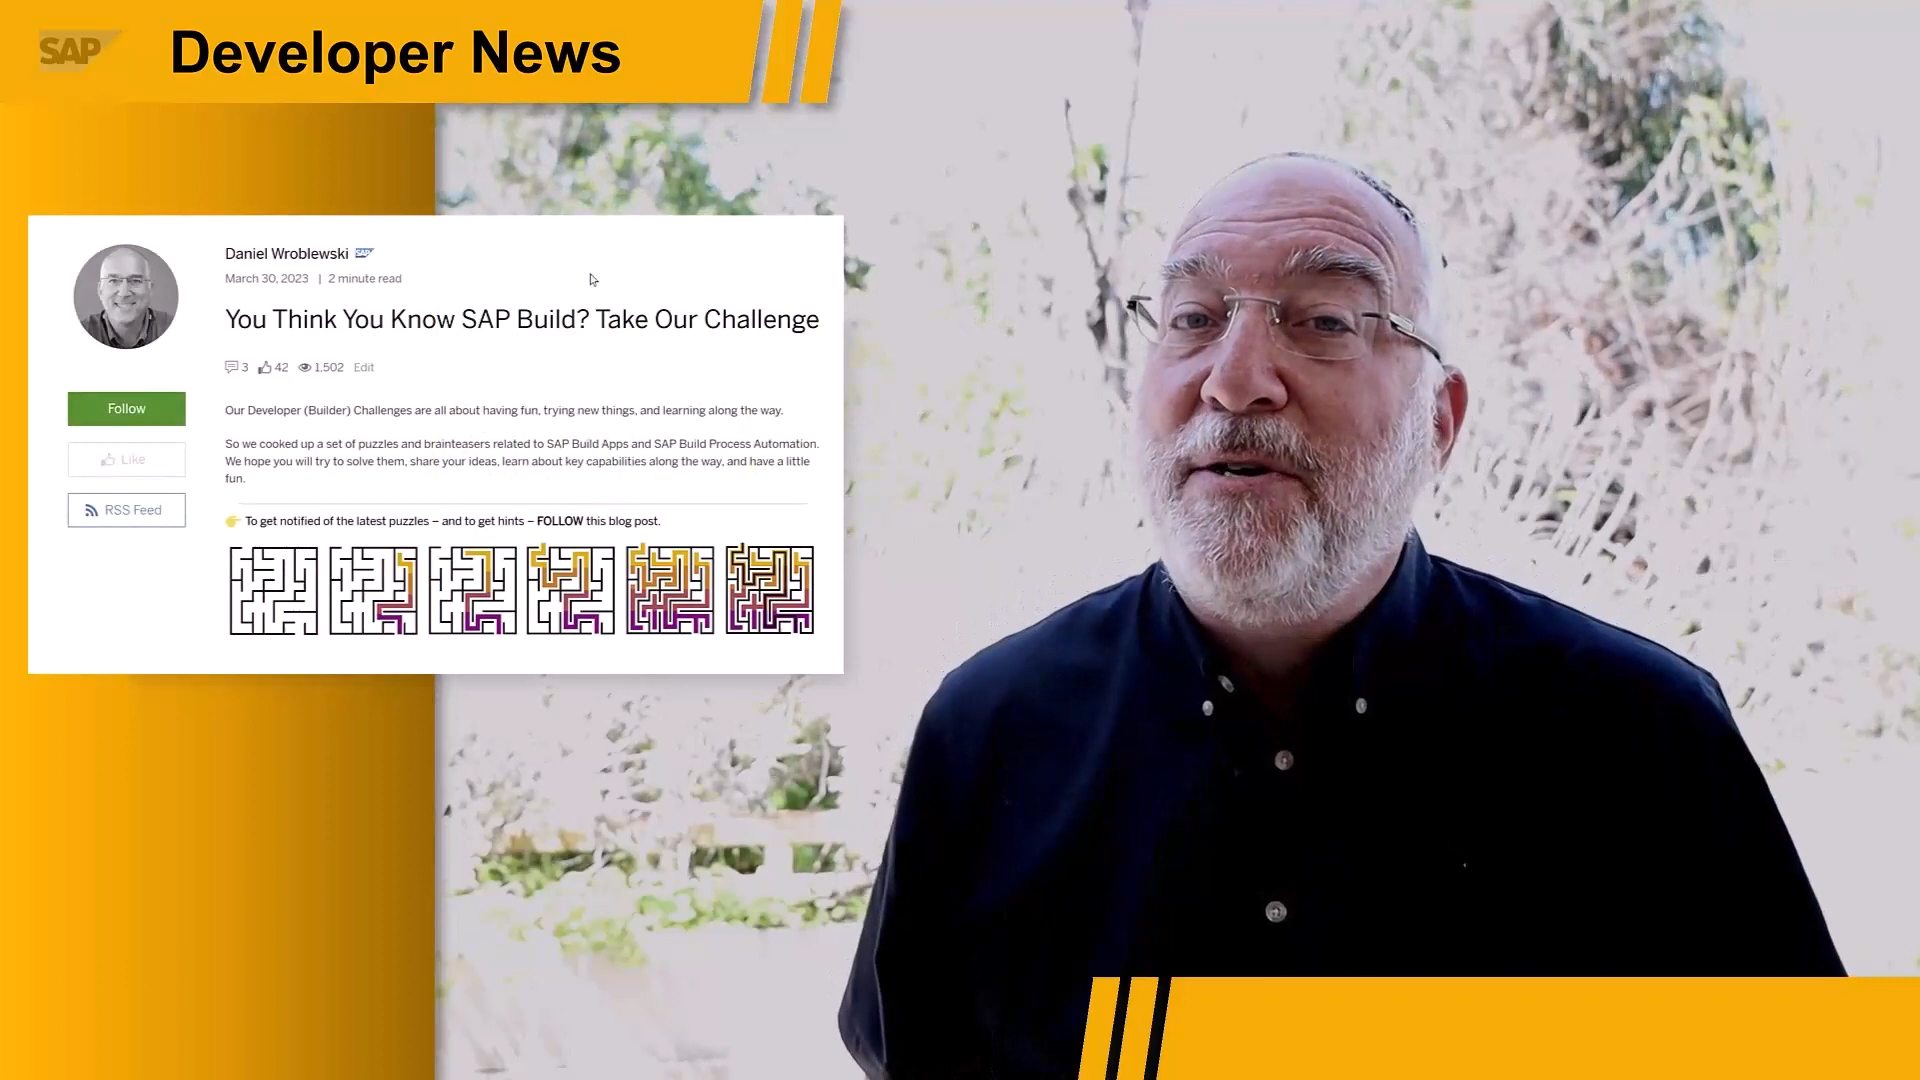 SAP
Developer News
Daniel Wroblewski SAP
March 30, 2023 | 2 minute read
You Think You Know SAP Build? Take Our Challenge
3 42 1,502 Edit
Follow
Our Developer (Builder) Challenges are all about having fun, trying new things, and learning along the way.
So we cooked up a set of puzzles and brainteasers related to SAP Build Apps and SAP Build Process Automation.
Like
We hope you will try to solve them, share your ideas, learn about key capabilities along the way, and have a little
fun.
RSS Feed
👉 To get notified of the latest puzzles – and to get hints – FOLLOW this blog post.